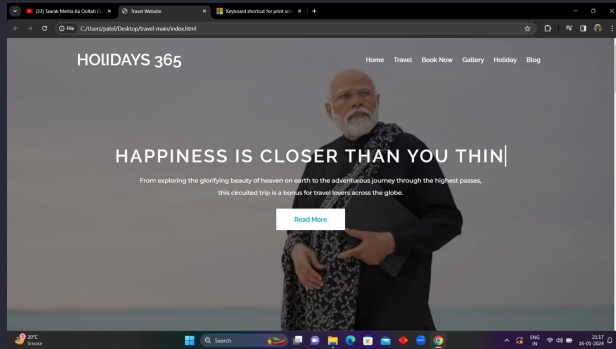 (32) Taarak Mehta Ka Ooltah Ch
Travel Website
Keyboard shortcut for print scre
File
C:/Users/patel/Desktop/travel-main/index.html
HOlIDAYS 365
Home Travel Book Now Gallery Holiday Blog
HAPPINESS IS CLOSER THAN YOU THIN
From exploring the glorifying beauty of heaven on earth to the adventurous journey through the highest passes,
this circuited trip is a bonus for travel lovers across the globe.
Read More
20°C
Smoke
Search
ENG
IN
21:17
16-01-2024